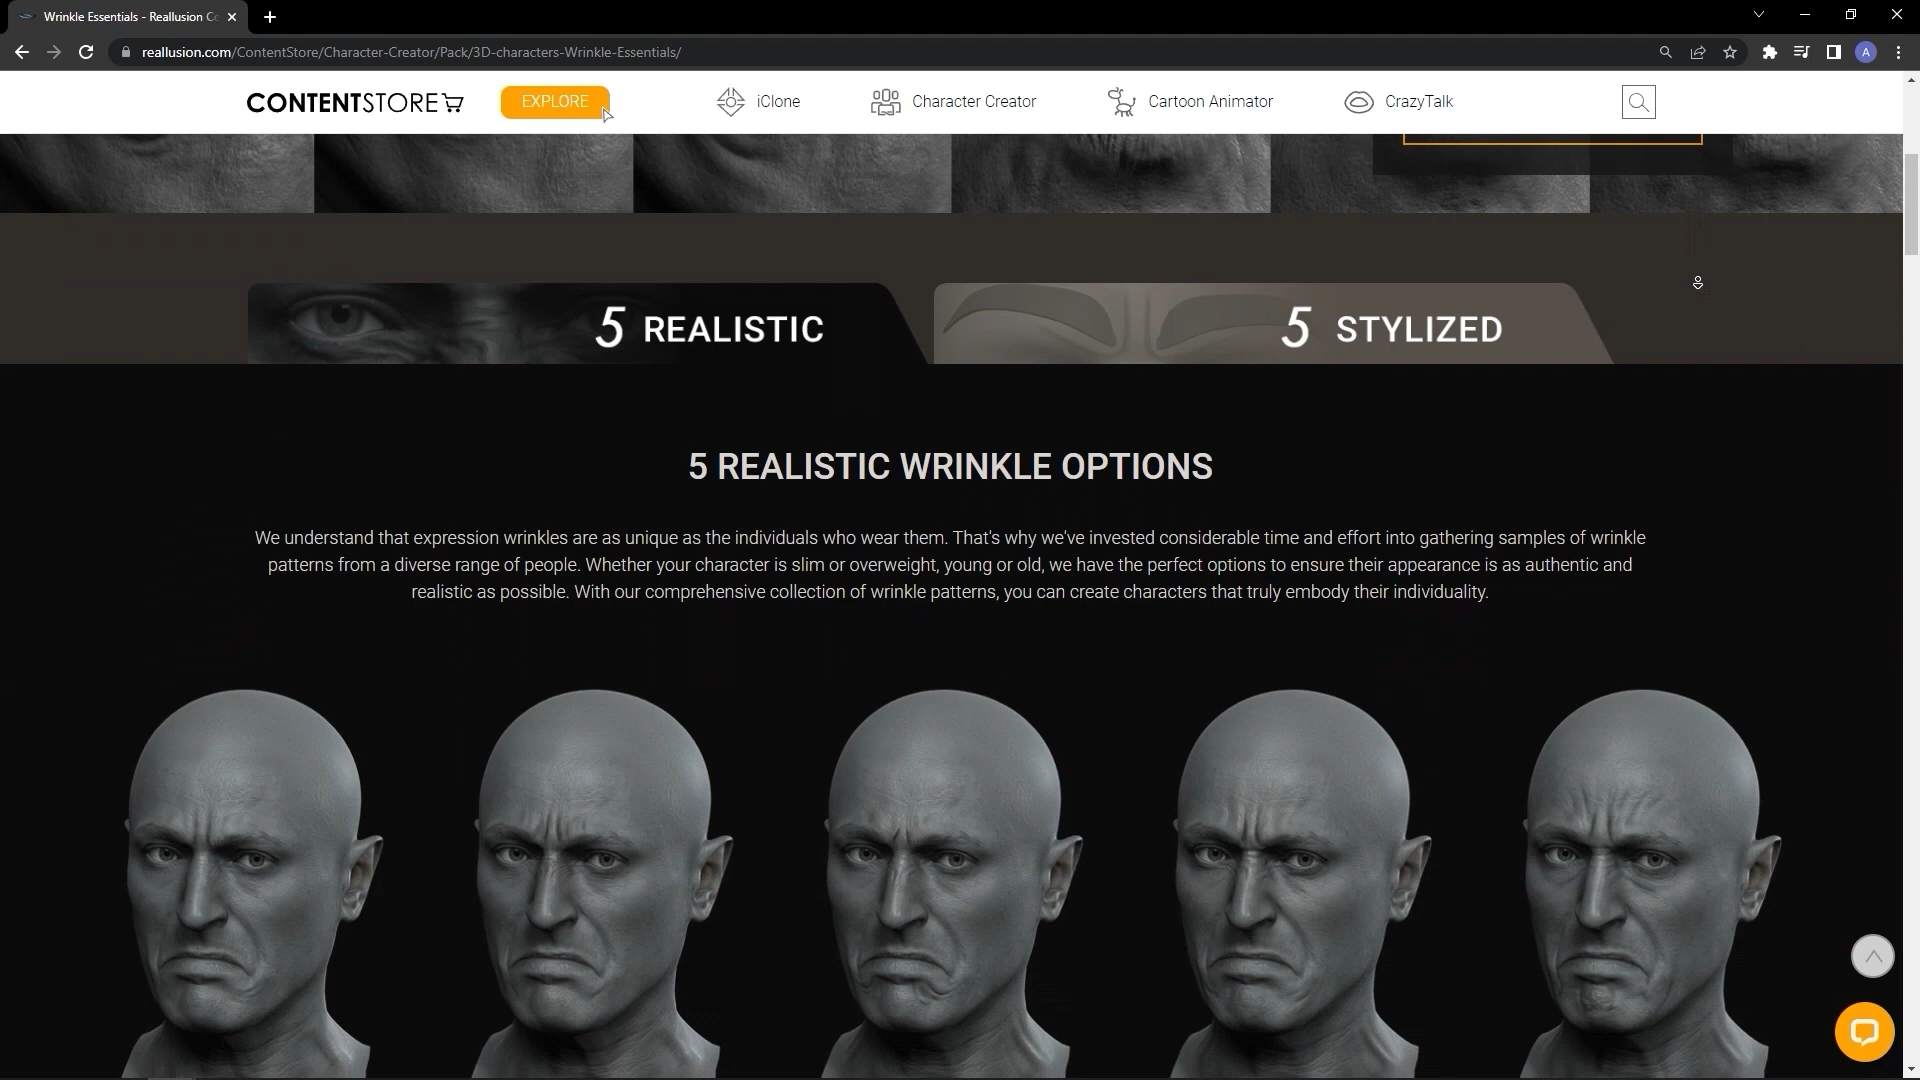 Wrinkle Essentials - Reallusion Co
reallusion.com/ContentStore/Character-Creator/Pack/3D-characters-Wrinkle-Essentials/
A
CONTENTSTORE
EXPLORE
iClone
Character Creator
Cartoon Animator
CrazyTalk
5 REALISTIC
5 STYLIZED
5 REALISTIC WRINKLE OPTIONS
We understand that expression wrinkles are as unique as the individuals who wear them. That's why we've invested considerable time and effort into gathering samples of wrinkle
patterns from a diverse range of people. Whether your character is slim or overweight, young or old, we have the perfect options to ensure their appearance is as authentic and
realistic as possible. With our comprehensive collection of wrinkle patterns, you can create characters that truly embody their individuality.